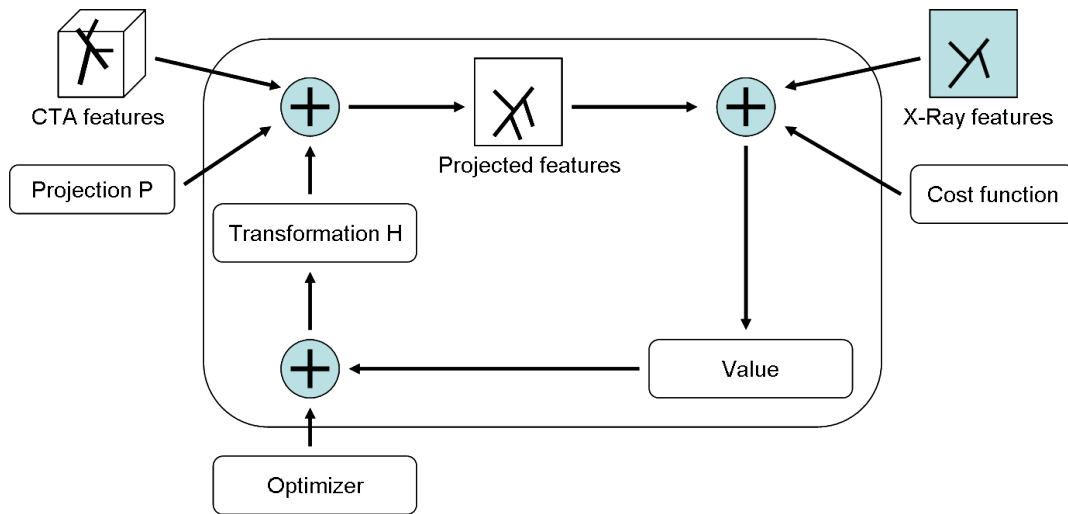 CTA features
X-Ray features
Projected features
Projection P
Cost function
Transformation H
Value
Optimizer